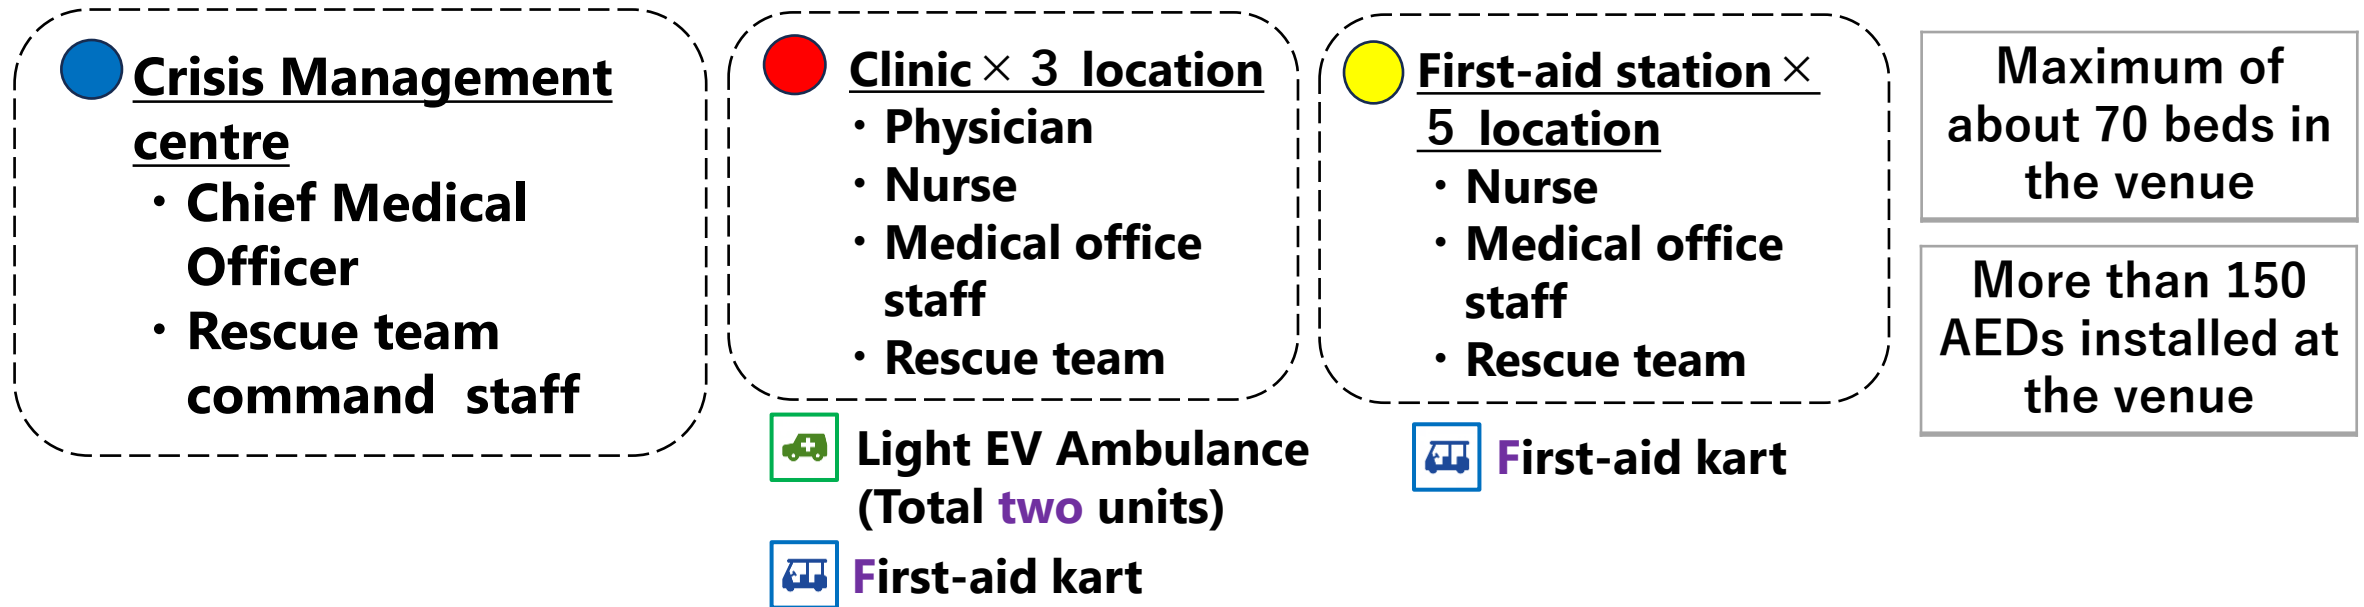 Crisis Management
centre
・Chief Medical
Officer
・Rescue team
command staff
Clinic×３ location
・Physician
・Nurse
・Medical office
staff
・Rescue team
Light EV Ambulance
(Total two units)
First-aid kart
First-aid station×
５ location
・Nurse
・Medical office
staff
・Rescue team
First-aid kart
Maximum of
about 70 beds in
the venue
More than 150
AEDs installed at
the venue